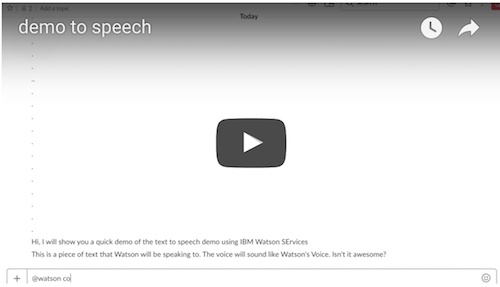 2
Add a topic
Today
demo to speech
Hi, I will show you a quick demo of the text to speech demo using IBM Watson SErvices
This is a piece of text that Watson will be speaking to. The voice will sound like Watson's Voice. Isn't it awesome?
@watson co